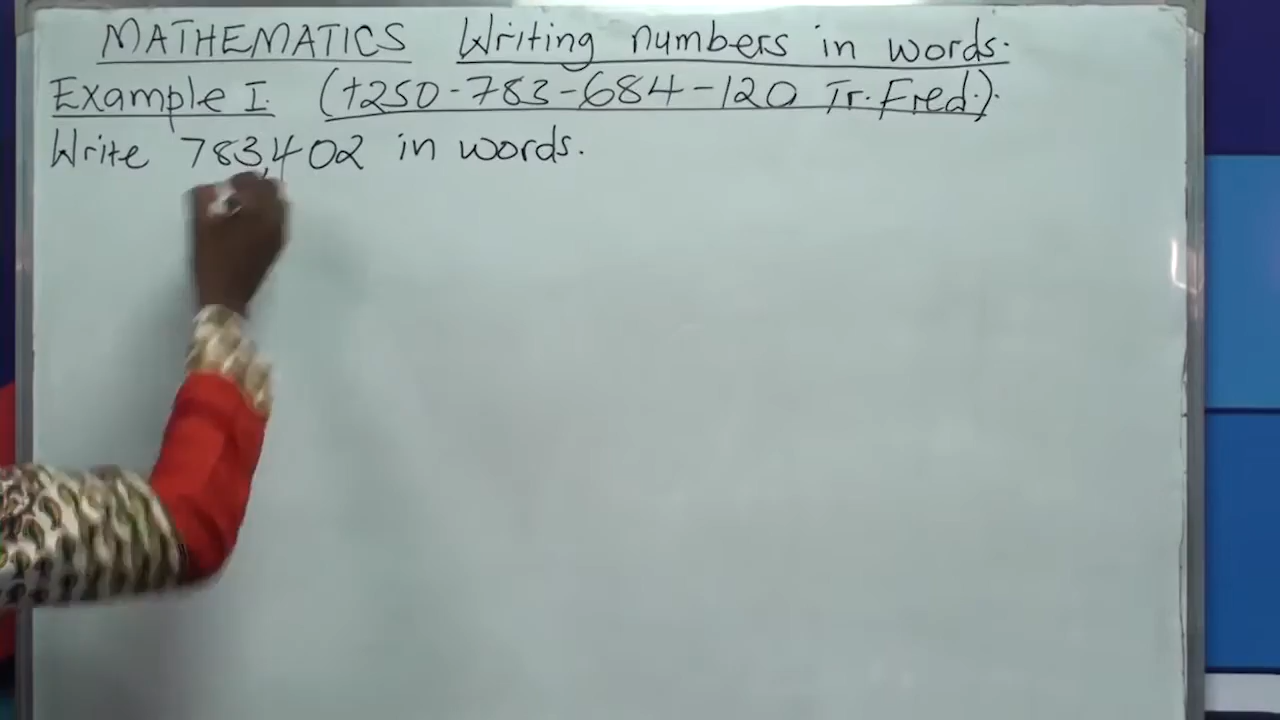 MATHEMATICS Writing numbers in words.
Example I. (+250-783-684-120 Tr. Fred.).
Write 783,402 in words.